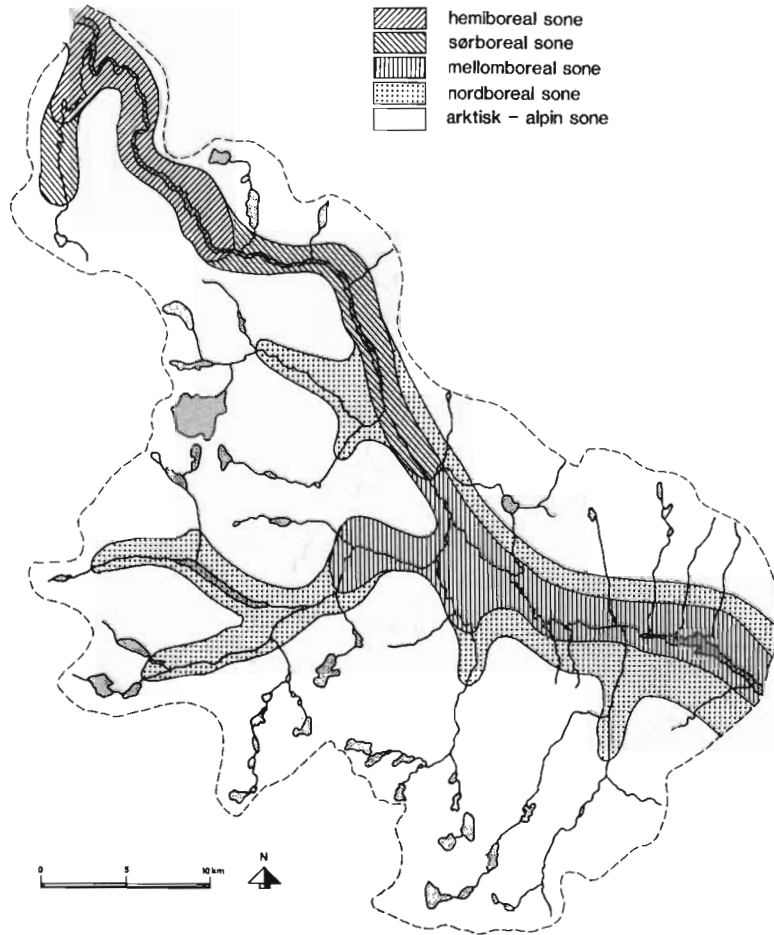 hemiboreal sone
sørboreal sone
mellomboreal sone
nordboreal sone
arktisk – alpin sone
0 5 10 km
N